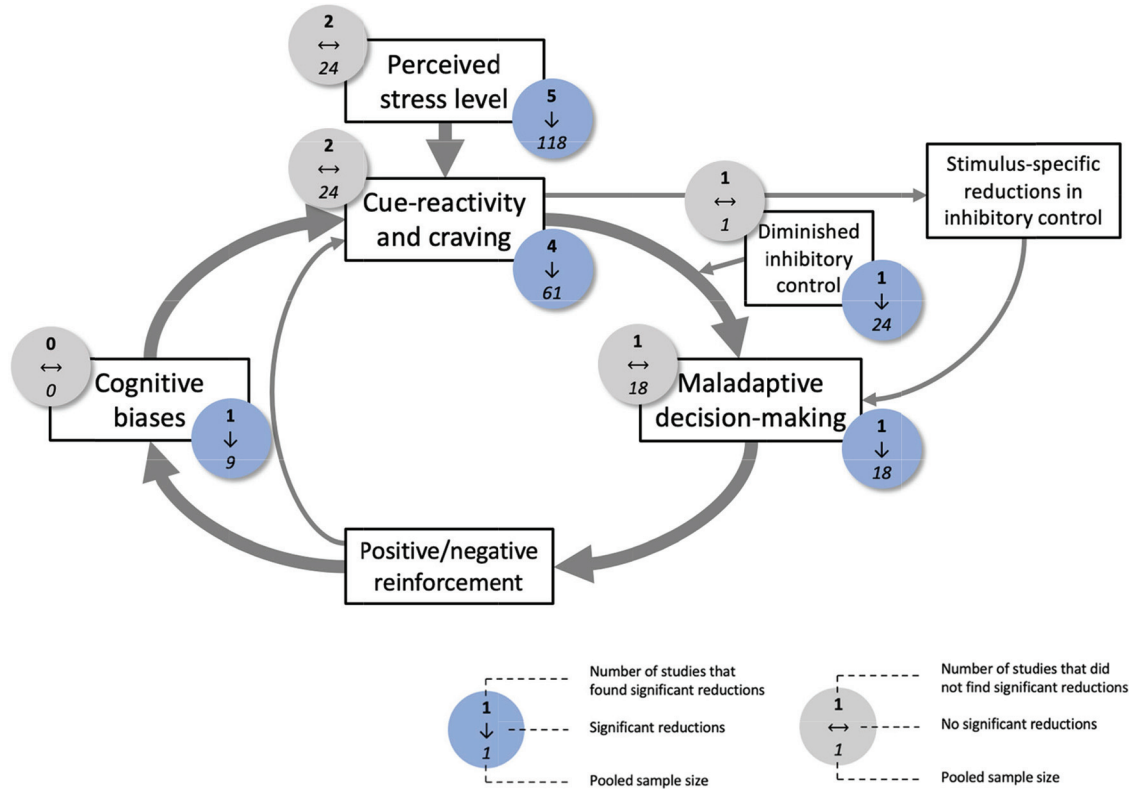 2
↔
24
Perceived
stress level
5
↓
118
2
↔
24
Cue-reactivity
and craving
4
↓
61
1
↔
1
Diminished
inhibitory
control
1
↓
24
Stimulus-specific
reductions in
inhibitory control
0
↔
0
Cognitive
biases
1
↓
9
1
↔
18
Maladaptive
decision-making
1
↓
18
Positive/negative
reinforcement
1
↓
1
Number of studies that
found significant reductions
Significant reductions
Pooled sample size
1
↔
1
Number of studies that did
not find significant reductions
No significant reductions
Pooled sample size